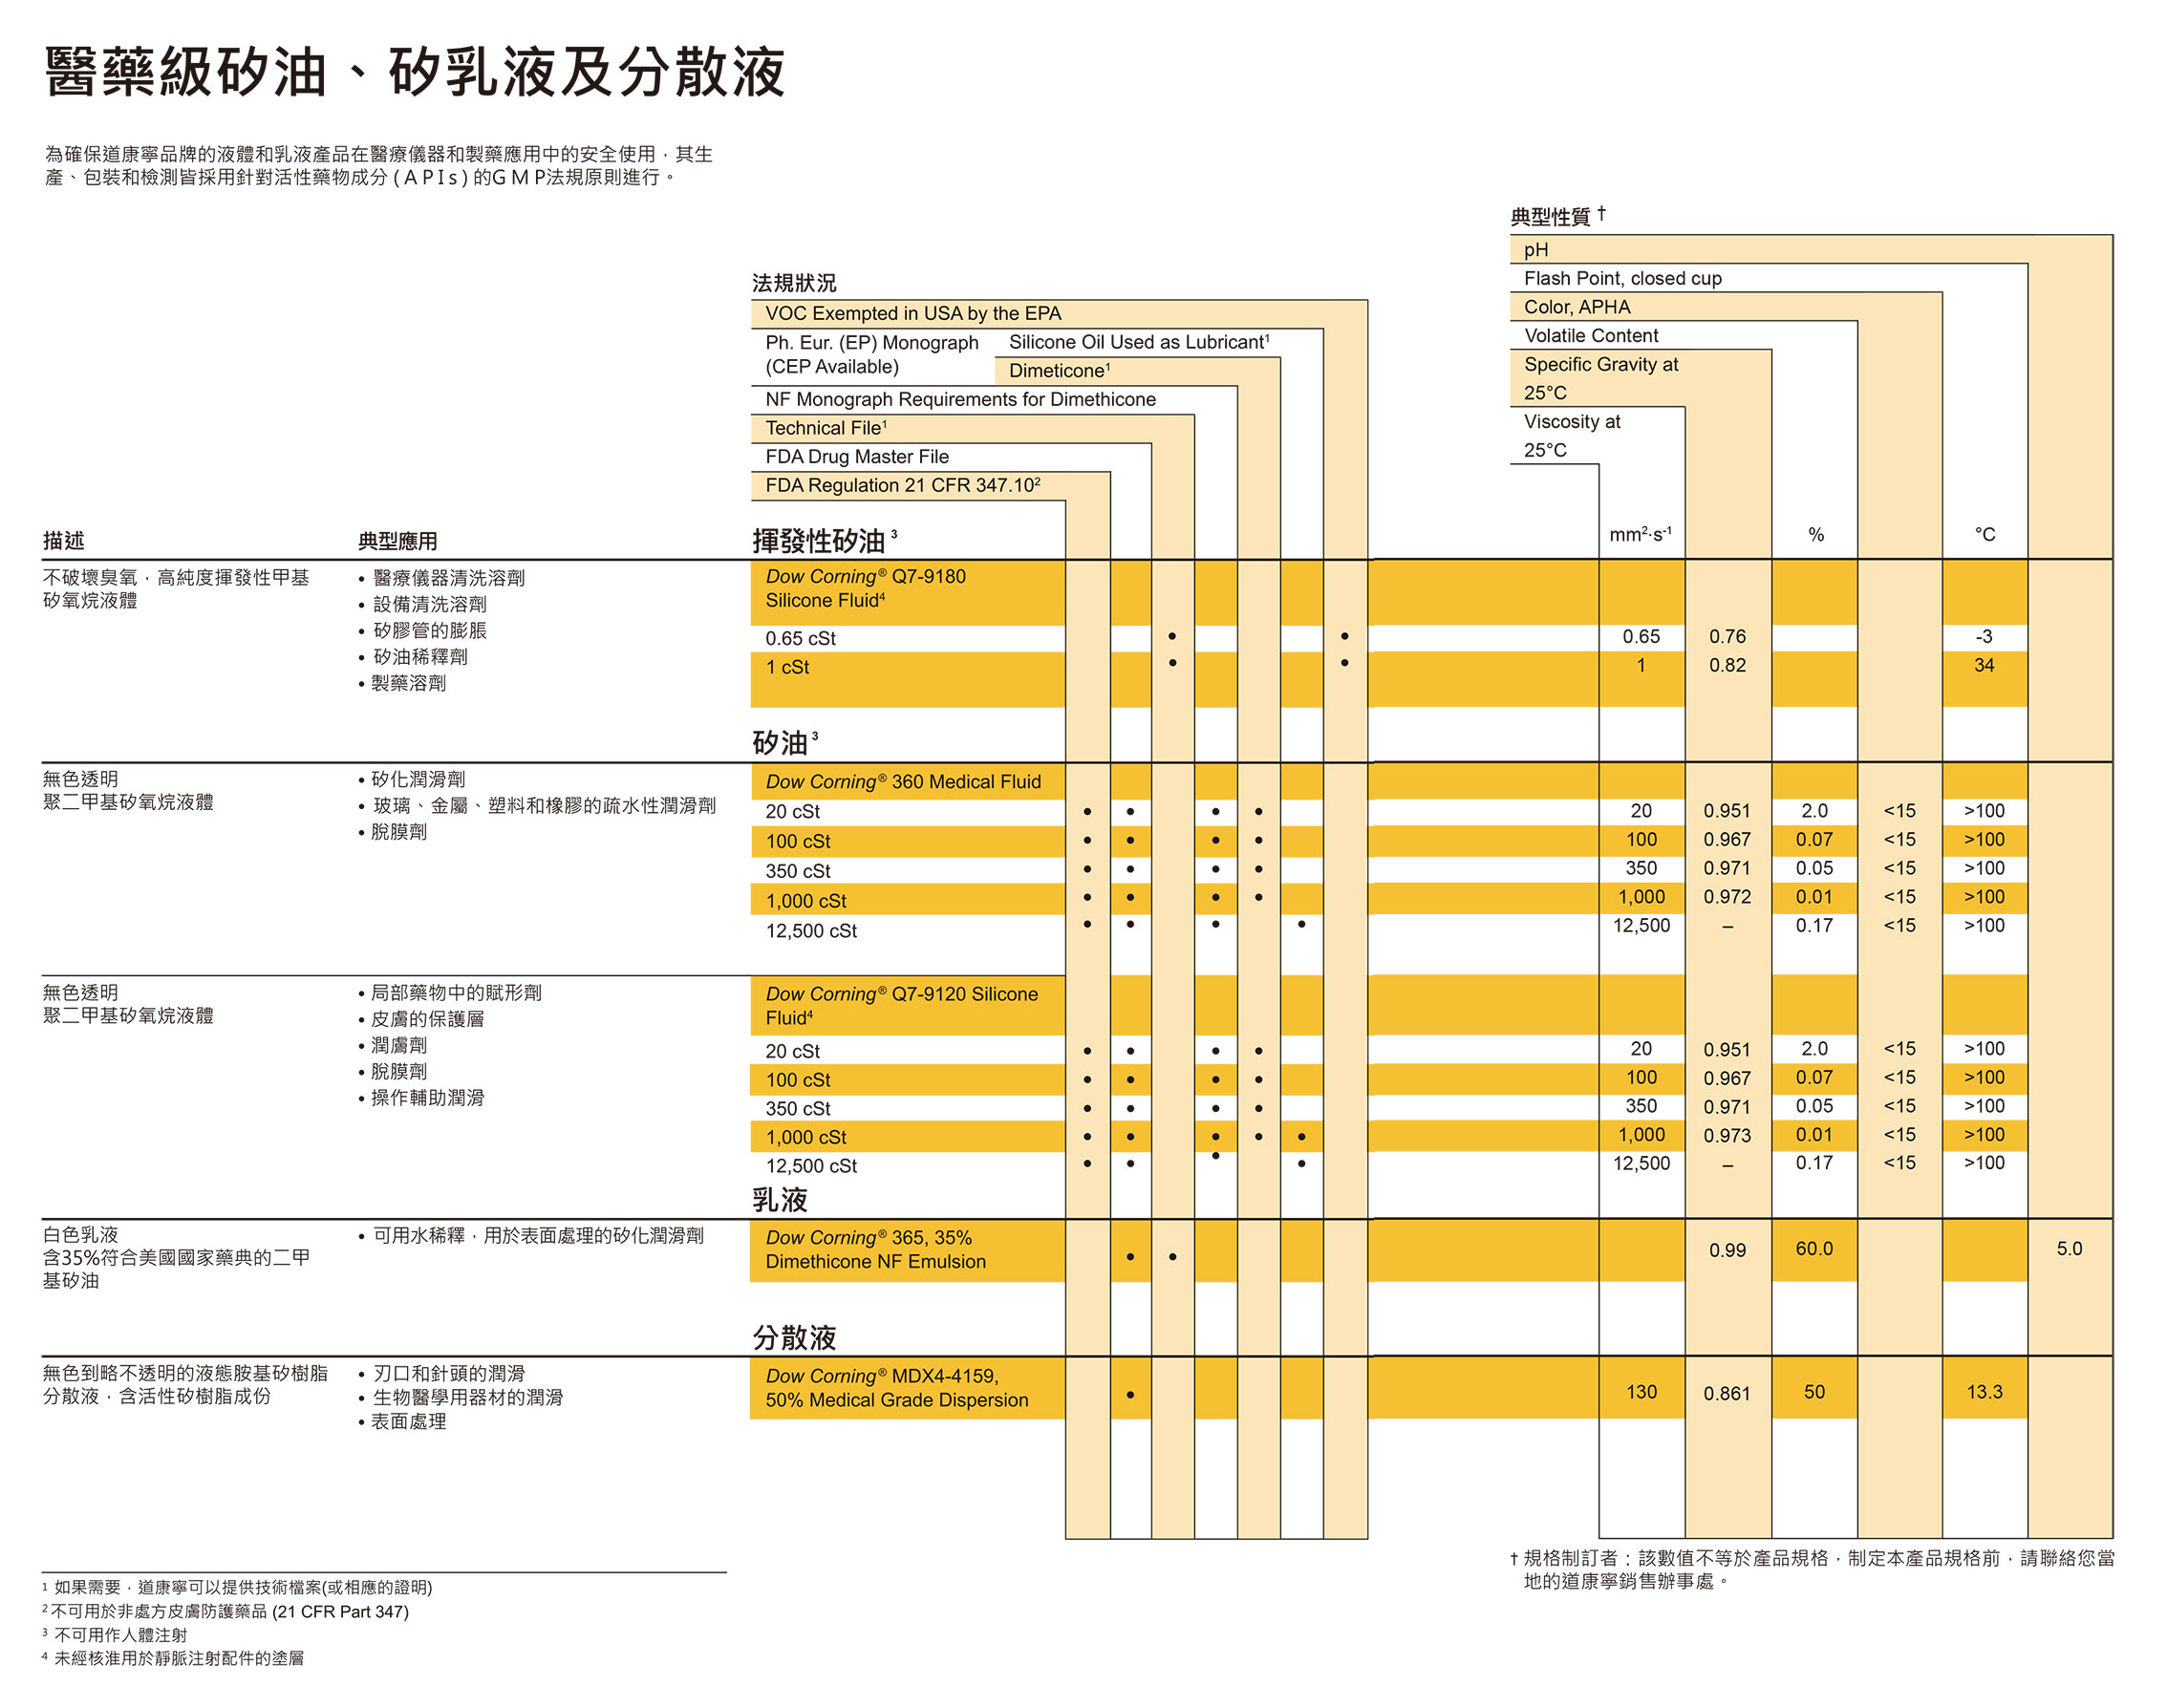 醫藥級矽油、矽乳液及分散液
為確保道康寧品牌的液體和乳液產品在醫療儀器和製藥應用中的安全使用，其生
產、包裝和檢測皆採用針對活性藥物成分 ( A P I s ) 的G M P法規原則進行。
典型性質 †
pH
Flash Point, closed cup
Color, APHA
Volatile Content
Specific Gravity at
25°C
Viscosity at
25°C
法規狀況
VOC Exempted in USA by the EPA
Ph. Eur. (EP) Monograph
(CEP Available)
Silicone Oil Used as Lubricant¹
Dimeticone¹
NF Monograph Requirements for Dimethicone
Technical File¹
FDA Drug Master File
FDA Regulation 21 CFR 347.10²
描述 典型應用 揮發性矽油 ³ mm²·s⁻¹ % °C
不破壞臭氧，高純度揮發性甲基
矽氧烷液體
• 醫療儀器清洗溶劑
• 設備清洗溶劑
• 矽膠管的膨脹
• 矽油稀釋劑
• 製藥溶劑
Dow Corning® Q7-9180
Silicone Fluid⁴
0.65 cSt • • 0.65 0.76 -3
1 cSt • • 1 0.82 34
矽油 ³
無色透明
聚二甲基矽氧烷液體
• 矽化潤滑劑
• 玻璃、金屬、塑料和橡膠的疏水性潤滑劑
• 脫膜劑
Dow Corning® 360 Medical Fluid
20 cSt • • • • 20 0.951 2.0 <15 >100
100 cSt • • • • 100 0.967 0.07 <15 >100
350 cSt • • • • 350 0.971 0.05 <15 >100
1,000 cSt • • • • 1,000 0.972 0.01 <15 >100
12,500 cSt • • • • 12,500 – 0.17 <15 >100
無色透明
聚二甲基矽氧烷液體
• 局部藥物中的賦形劑
• 皮膚的保護層
• 潤膚劑
• 脫膜劑
• 操作輔助潤滑
Dow Corning® Q7-9120 Silicone
Fluid⁴
20 cSt • • • • 20 0.951 2.0 <15 >100
100 cSt • • • • 100 0.967 0.07 <15 >100
350 cSt • • • • 350 0.971 0.05 <15 >100
1,000 cSt • • • • • 1,000 0.973 0.01 <15 >100
12,500 cSt • • • • 12,500 – 0.17 <15 >100
乳液
白色乳液
含35%符合美國國家藥典的二甲
基矽油
• 可用水稀釋，用於表面處理的矽化潤滑劑
Dow Corning® 365, 35%
Dimethicone NF Emulsion
• • 0.99 60.0 5.0
分散液
無色到略不透明的液態胺基矽樹脂
分散液，含活性矽樹脂成份
• 刃口和針頭的潤滑
• 生物醫學用器材的潤滑
• 表面處理
Dow Corning® MDX4-4159,
50% Medical Grade Dispersion
• 130 0.861 50 13.3
† 規格制訂者：該數值不等於產品規格，制定本產品規格前，請聯絡您當
地的道康寧銷售辦事處。
¹ 如果需要，道康寧可以提供技術檔案(或相應的證明)
² 不可用於非處方皮膚防護藥品 (21 CFR Part 347)
³ 不可用作人體注射
⁴ 未經核准用於靜脈注射配件的塗層